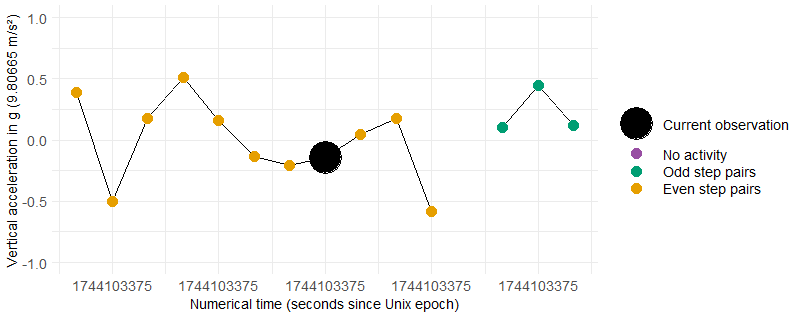 Vertical acceleration in g (9.80665 m/s²)
1.0
0.5
0.0
-0.5
-1.0
1744103375 1744103375 1744103375 1744103375 1744103375
Numerical time (seconds since Unix epoch)
Current observation
No activity
Odd step pairs
Even step pairs